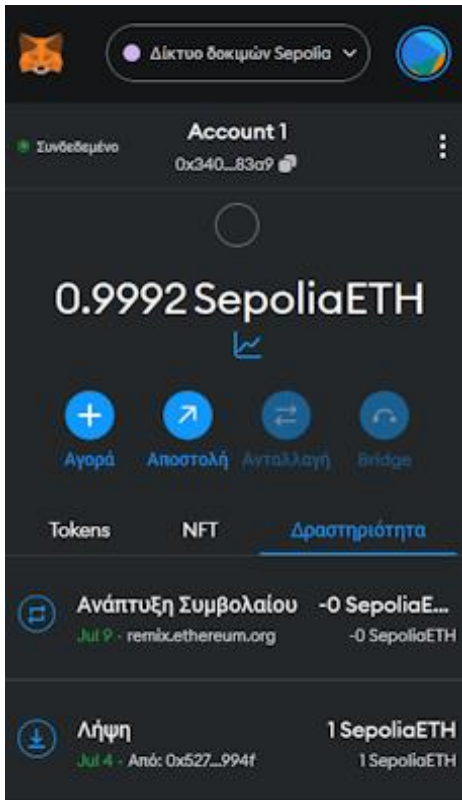 Δίκτυο δοκιμών Sepolia
Συνδεδεμένο
Account 1
0x340...83a9
0.9992 SepoliaETH
Αγορά Αποστολή Ανταλλαγή Bridge
Tokens NFT Δραστηριότητα
Ανάπτυξη Συμβολαίου -0 SepoliaE...
Jul 9 · remix.ethereum.org -0 SepoliaETH
Λήψη 1 SepoliaETH
Jul 4 · Από: 0x527...994f 1 SepoliaETH